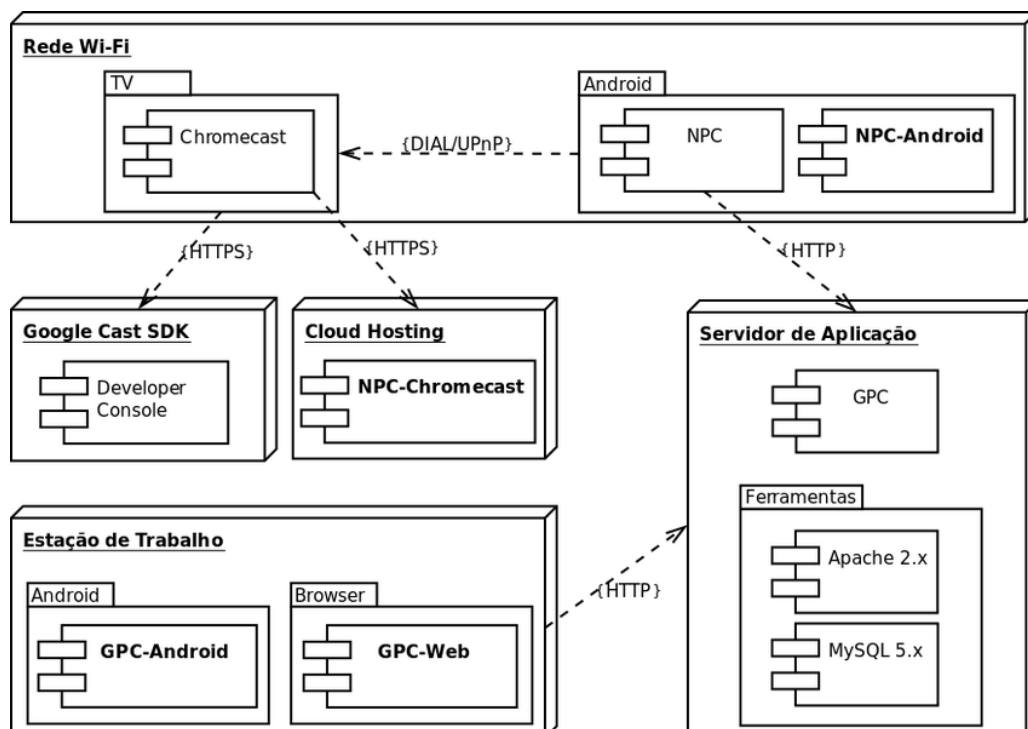 Rede Wi-Fi
TV
Chromecast
{DIAL/UPnP}
Android
NPC
NPC-Android
{HTTPS}
{HTTPS}
{HTTP}
Google Cast SDK
Developer
Console
Cloud Hosting
NPC-Chromecast
Servidor de Aplicação
GPC
Ferramentas
Apache 2.x
MySQL 5.x
Estação de Trabalho
Android
GPC-Android
Browser
GPC-Web
{HTTP}